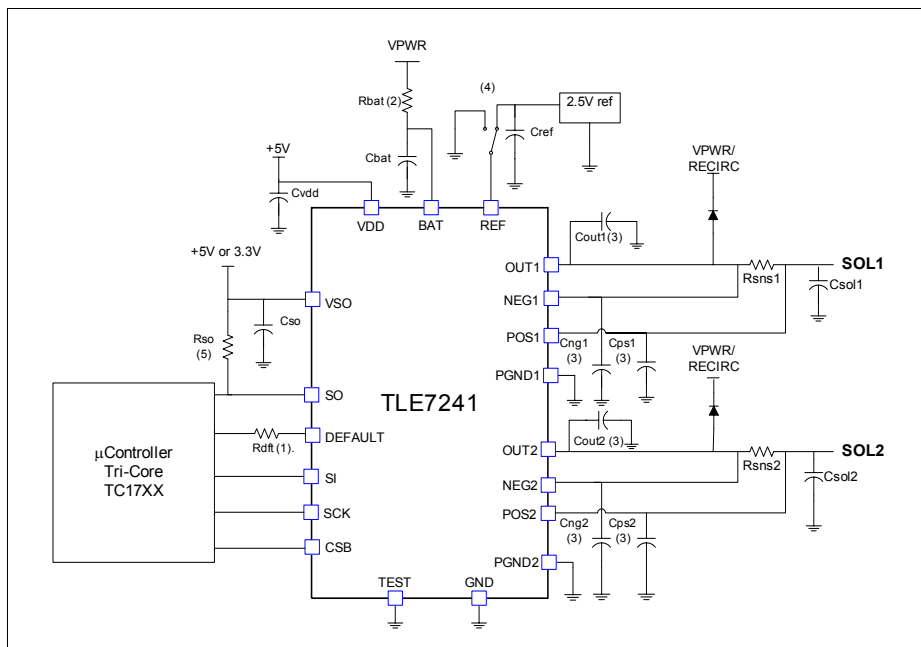 VPWR
(4)
Rbat (2)
2.5V ref
Cref
+5V
Cbat
VPWR/
RECIRC
Cvdd
VDD
BAT
REF
Cout1(3)
+5V or 3.3V
OUT1
SOL1
Rsns1
Csol1
NEG1
VSO
Cso
Rso
(5)
POS1
Cng1
(3)
Cps1
(3)
VPWR/
RECIRC
PGND1
TLE7241
SO
μController
Tri-Core
TC17XX
DEFAULT
Rdft (1).
Cout2 (3)
OUT2
SOL2
Rsns2
Csol2
SI
NEG2
SCK
POS2
Cng2
(3)
Cps2
(3)
CSB
PGND2
TEST
GND